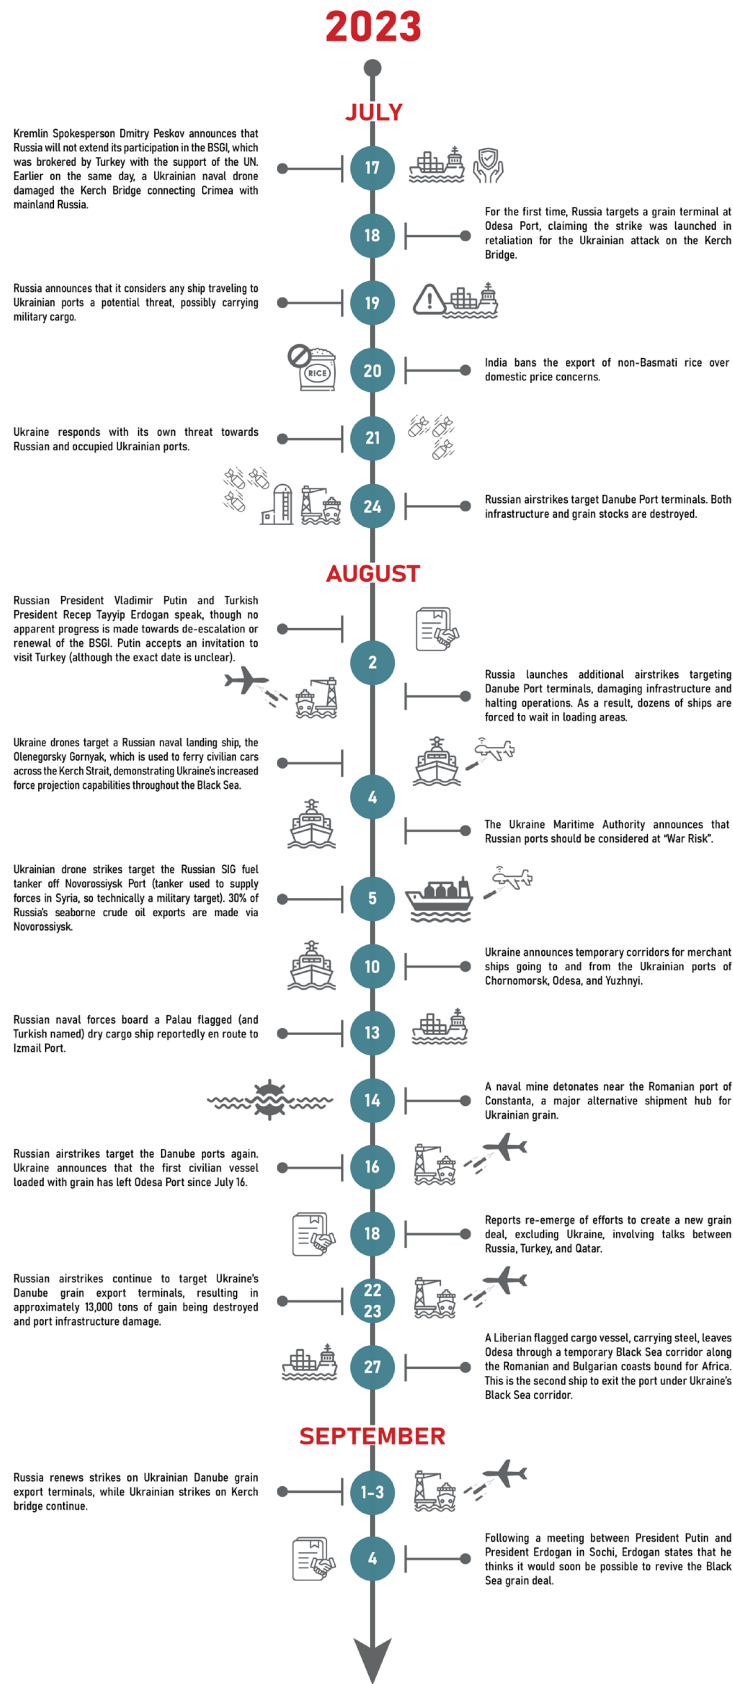 2023
JULY
Kremlin Spokesperson Dmitry Peskov announces that
Russia will not extend its participation in the BSGI, which
was brokered by Turkey with the support of the UN.
Earlier on the same day, a Ukrainian naval drone
damaged the Kerch Bridge connecting Crimea with
mainland Russia.
17
18
For the first time, Russia targets a grain terminal at
Odesa Port, claiming the strike was launched in
retaliation for the Ukrainian attack on the Kerch
Bridge.
Russia announces that it considers any ship traveling to
Ukrainian ports a potential threat, possibly carrying
military cargo.
19
RICE
20
India bans the export of non-Basmati rice over
domestic price concerns.
Ukraine responds with its own threat towards
Russian and occupied Ukrainian ports.
21
24
Russian airstrikes target Danube Port terminals. Both
infrastructure and grain stocks are destroyed.
AUGUST
Russian President Vladimir Putin and Turkish
President Recep Tayyip Erdogan speak, though no
apparent progress is made towards de-escalation or
renewal of the BSGI. Putin accepts an invitation to
visit Turkey (although the exact date is unclear).
2
Russia launches additional airstrikes targeting
Danube Port terminals, damaging infrastructure and
halting operations. As a result, dozens of ships are
forced to wait in loading areas.
Ukraine drones target a Russian naval landing ship, the
Olenegorsky Gornyak, which is used to ferry civilian cars
across the Kerch Strait, demonstrating Ukraine's increased
force projection capabilities throughout the Black Sea.
4
The Ukraine Maritime Authority announces that
Russian ports should be considered at "War Risk".
Ukrainian drone strikes target the Russian SIG fuel
tanker off Novorossiysk Port (tanker used to supply
forces in Syria, so technically a military target). 30% of
Russia's seaborne crude oil exports are made via
Novorossiysk.
5
10
Ukraine announces temporary corridors for merchant
ships going to and from the Ukrainian ports of
Chornomorsk, Odesa, and Yuzhnyi.
Russian naval forces board a Palau flagged (and
Turkish named) dry cargo ship reportedly en route to
Izmail Port.
13
14
A naval mine detonates near the Romanian port of
Constanta, a major alternative shipment hub for
Ukrainian grain.
Russian airstrikes target the Danube ports again.
Ukraine announces that the first civilian vessel
loaded with grain has left Odesa Port since July 16.
16
18
Reports re-emerge of efforts to create a new grain
deal, excluding Ukraine, involving talks between
Russia, Turkey, and Qatar.
Russian airstrikes continue to target Ukraine's
Danube grain export terminals, resulting in
approximately 13,000 tons of gain being destroyed
and port infrastructure damage.
22
23
27
A Liberian flagged cargo vessel, carrying steel, leaves
Odesa through a temporary Black Sea corridor along
the Romanian and Bulgarian coasts bound for Africa.
This is the second ship to exit the port under Ukraine's
Black Sea corridor.
SEPTEMBER
Russia renews strikes on Ukrainian Danube grain
export terminals, while Ukrainian strikes on Kerch
bridge continue.
1-3
4
Following a meeting between President Putin and
President Erdogan in Sochi, Erdogan states that he
thinks it would soon be possible to revive the Black
Sea grain deal.